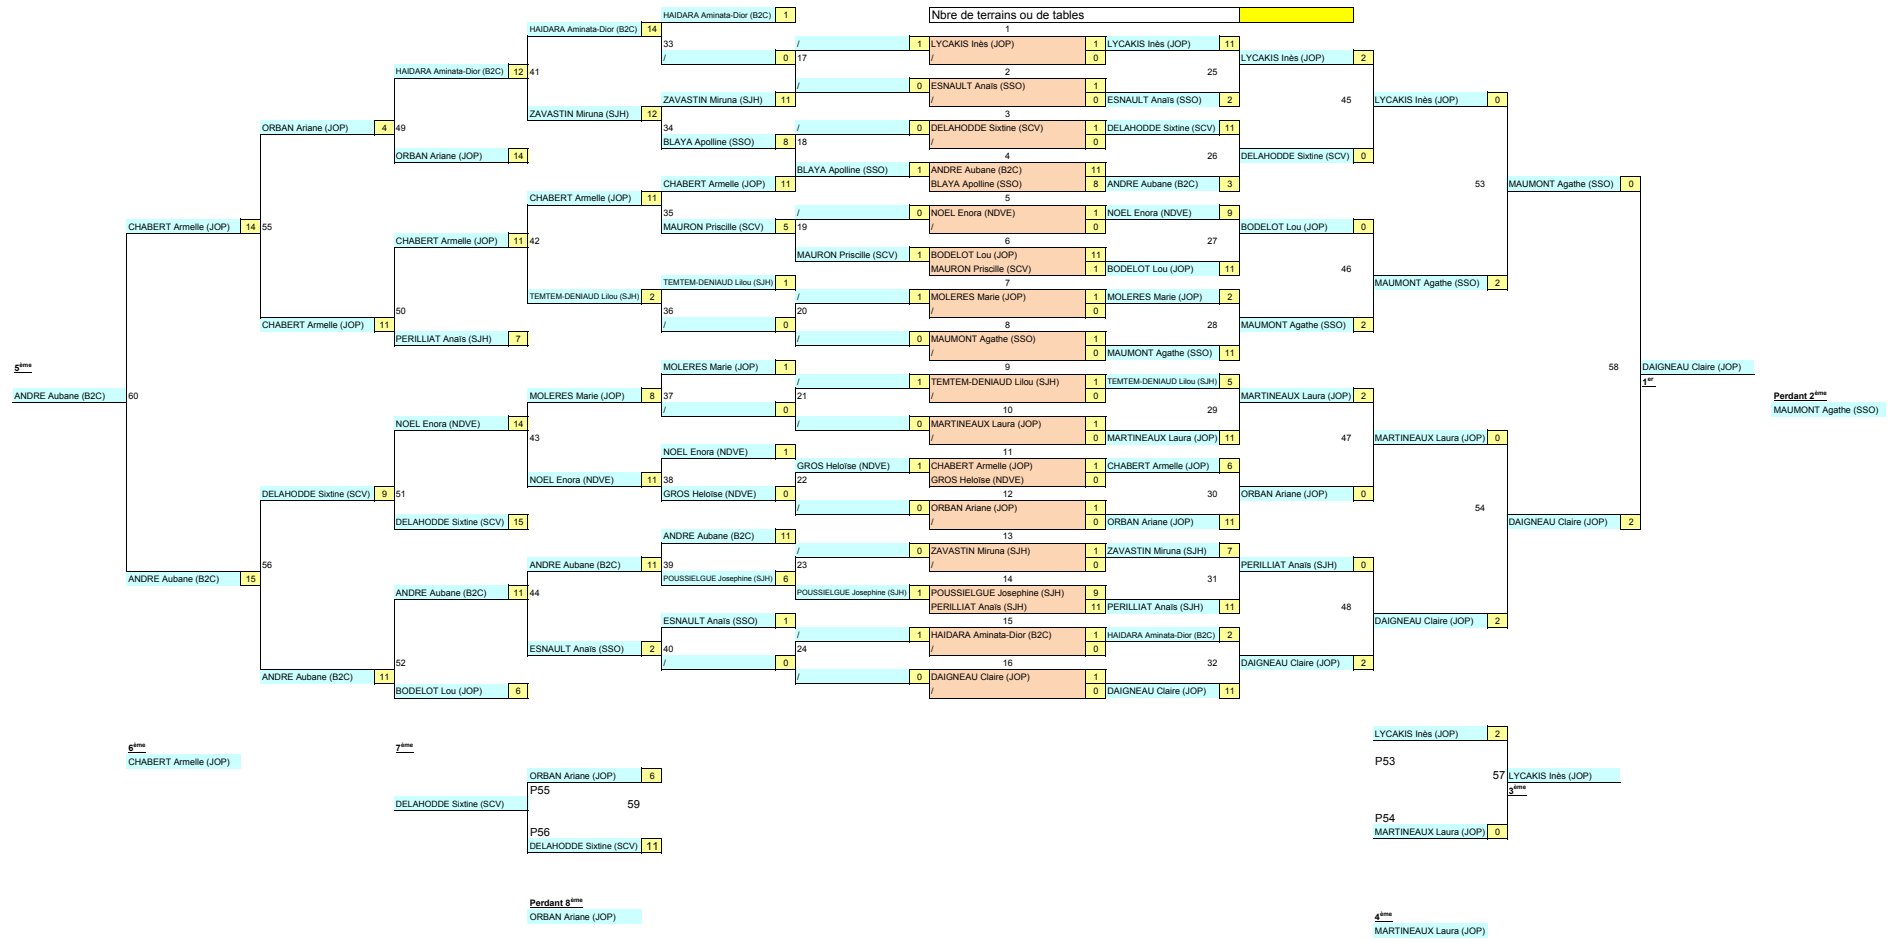 HAIDARA Aminata-Dior (B2C) 1 Nbre de terrains ou de tables
HAIDARA Aminata-Dior (B2C) 14 1
33 / 1 LYCAKIS Inès (JOP) 1 LYCAKIS Inès (JOP) 11
/ 0 17 / 0 LYCAKIS Inès (JOP) 2
HAIDARA Aminata-Dior (B2C) 12 41 2 25
/ 0 ESNAULT Anaïs (SSO) 1
ZAVASTIN Miruna (SJH) 11 / 0 ESNAULT Anaïs (SSO) 2 45 LYCAKIS Inès (JOP) 0
ZAVASTIN Miruna (SJH) 12 3
ORBAN Ariane (JOP) 4 49 34 / 0 DELAHODDE Sixtine (SCV) 1 DELAHODDE Sixtine (SCV) 11
BLAYA Apolline (SSO) 8 18 / 0
ORBAN Ariane (JOP) 14 4 26 DELAHODDE Sixtine (SCV) 0
BLAYA Apolline (SSO) 1 ANDRE Aubane (B2C) 11
CHABERT Armelle (JOP) 11 BLAYA Apolline (SSO) 8 ANDRE Aubane (B2C) 3 53 MAUMONT Agathe (SSO) 0
CHABERT Armelle (JOP) 11 5
35 / 0 NOEL Enora (NDVE) 1 NOEL Enora (NDVE) 9
CHABERT Armelle (JOP) 14 55 MAURON Priscille (SCV) 5 19 / 0 BODELOT Lou (JOP) 0
CHABERT Armelle (JOP) 11 42 6 27
MAURON Priscille (SCV) 1 BODELOT Lou (JOP) 11
MAURON Priscille (SCV) 1 BODELOT Lou (JOP) 11 46
TEMTEM-DENIAUD Lilou (SJH) 1 7 MAUMONT Agathe (SSO) 2
TEMTEM-DENIAUD Lilou (SJH) 2 / 1 MOLERES Marie (JOP) 1 MOLERES Marie (JOP) 2
50 36 20 / 0
CHABERT Armelle (JOP) 11 / 0 8 28 MAUMONT Agathe (SSO) 2
PERILLIAT Anaïs (SJH) 7 / 0 MAUMONT Agathe (SSO) 1
/ 0 MAUMONT Agathe (SSO) 11
5ème MOLERES Marie (JOP) 1 9 58 DAIGNEAU Claire (JOP)
/ 1 TEMTEM-DENIAUD Lilou (SJH) 1 TEMTEM-DENIAUD Lilou (SJH) 5 1er
ANDRE Aubane (B2C) 60 MOLERES Marie (JOP) 8 37 21 / 0 MARTINEAUX Laura (JOP) 2 Perdant 2ème
/ 0 10 29 MAUMONT Agathe (SSO)
NOEL Enora (NDVE) 14 / 0 MARTINEAUX Laura (JOP) 1
43 / 0 MARTINEAUX Laura (JOP) 11 47 MARTINEAUX Laura (JOP) 0
NOEL Enora (NDVE) 1 11
GROS Heloïse (NDVE) 1 CHABERT Armelle (JOP) 1 CHABERT Armelle (JOP) 6
NOEL Enora (NDVE) 11 38 22 GROS Heloïse (NDVE) 0
DELAHODDE Sixtine (SCV) 9 51 GROS Heloïse (NDVE) 0 12 30 ORBAN Ariane (JOP) 0
/ 0 ORBAN Ariane (JOP) 1 54
DELAHODDE Sixtine (SCV) 15 / 0 ORBAN Ariane (JOP) 11 DAIGNEAU Claire (JOP) 2
ANDRE Aubane (B2C) 11 13
/ 0 ZAVASTIN Miruna (SJH) 1 ZAVASTIN Miruna (SJH) 7
56 ANDRE Aubane (B2C) 11 39 23 / 0 PERILLIAT Anaïs (SJH) 0
ANDRE Aubane (B2C) 15 POUSSIELGUE Josephine (SJH) 6 14 31
ANDRE Aubane (B2C) 11 44 POUSSIELGUE Josephine (SJH) 1 POUSSIELGUE Josephine (SJH) 9
PERILLIAT Anaïs (SJH) 11 PERILLIAT Anaïs (SJH) 11 48
ESNAULT Anaïs (SSO) 1 15 DAIGNEAU Claire (JOP) 2
/ 1 HAIDARA Aminata-Dior (B2C) 1 HAIDARA Aminata-Dior (B2C) 2
ESNAULT Anaïs (SSO) 2 40 24 / 0
52 / 0 16 32 DAIGNEAU Claire (JOP) 2
ANDRE Aubane (B2C) 11 / 0 DAIGNEAU Claire (JOP) 1
BODELOT Lou (JOP) 6 / 0 DAIGNEAU Claire (JOP) 11
LYCAKIS Inès (JOP) 2
6ème 7ème
CHABERT Armelle (JOP) P53
ORBAN Ariane (JOP) 6 57 LYCAKIS Inès (JOP)
P55 3ème
DELAHODDE Sixtine (SCV) 59
P54
P56 MARTINEAUX Laura (JOP) 0
DELAHODDE Sixtine (SCV) 11
Perdant 8ème
ORBAN Ariane (JOP) 4ème
MARTINEAUX Laura (JOP)